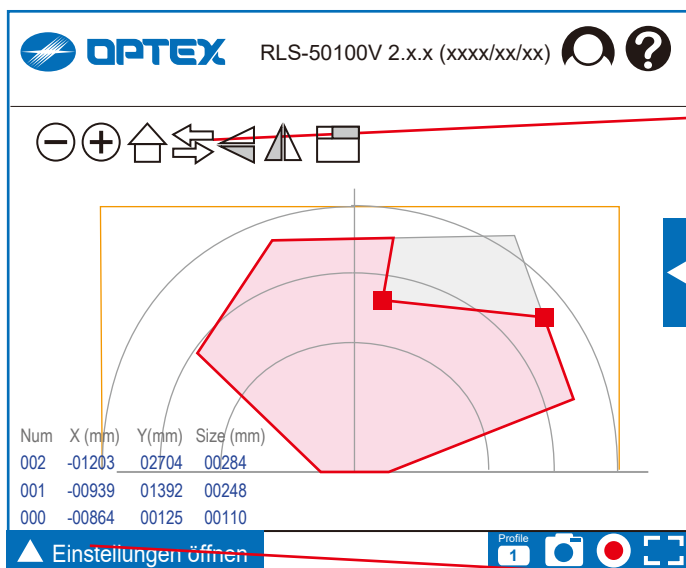 OPTEX RLS-50100V 2.x.x (xxxx/xx/xx) ?
Num X (mm) Y(mm) Size (mm)
002 -01203 02704 00284
001 -00939 01392 00248
000 -00864 00125 00110
Einstellungen öffnen
Profile
1